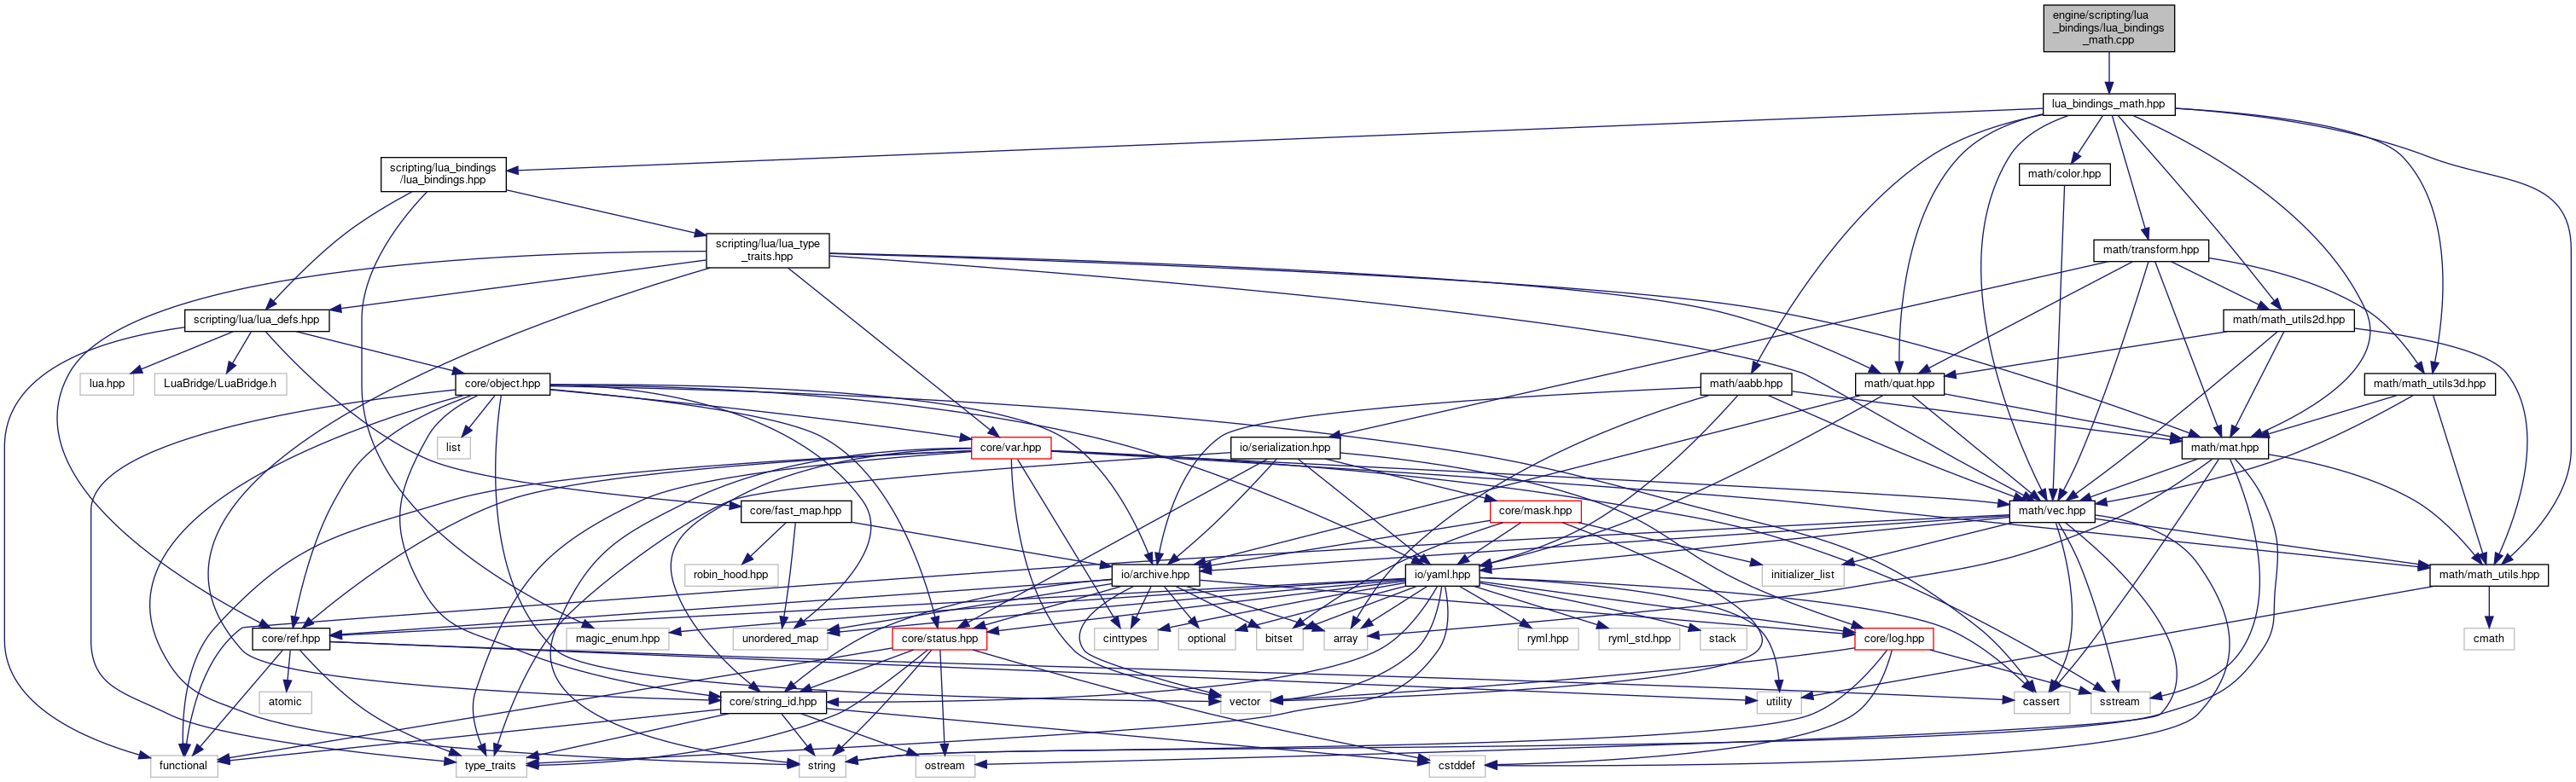 engine/scripting/lua
_bindings/lua_bindings
_math.cpp
lua_bindings_math.hpp
scripting/lua_bindings
/lua_bindings.hpp
math/color.hpp
scripting/lua/lua_type
_traits.hpp
math/transform.hpp
scripting/lua/lua_defs.hpp
math/math_utils2d.hpp
lua.hpp
LuaBridge/LuaBridge.h
core/object.hpp
math/aabb.hpp
math/quat.hpp
math/math_utils3d.hpp
list
core/var.hpp
io/serialization.hpp
math/mat.hpp
core/fast_map.hpp
core/mask.hpp
math/vec.hpp
robin_hood.hpp
io/archive.hpp
io/yaml.hpp
initializer_list
math/math_utils.hpp
core/ref.hpp
magic_enum.hpp
unordered_map
core/status.hpp
cinttypes
optional
bitset
array
ryml.hpp
ryml_std.hpp
stack
core/log.hpp
cmath
atomic
core/string_id.hpp
vector
utility
cassert
sstream
functional
type_traits
string
ostream
cstddef